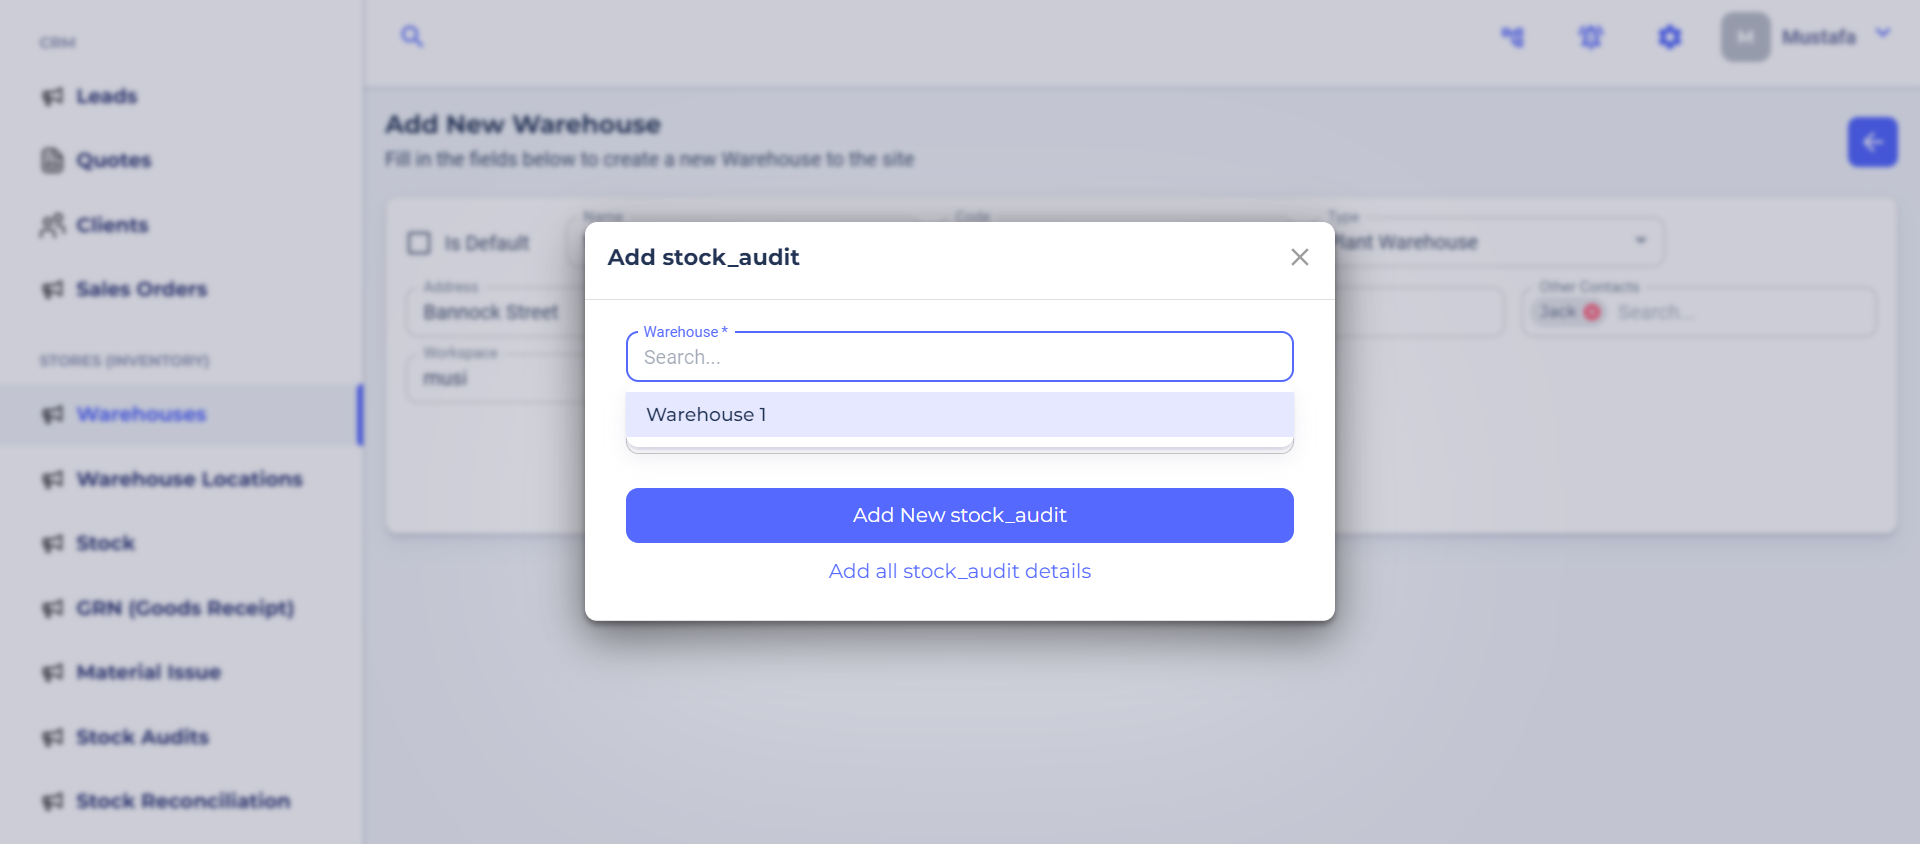 CRM
Leads
Quotes
Clients
Sales Orders
STORES (INVENTORY)
Warehouses
Warehouse Locations
Stock
GRN (Goods Receipt)
Material Issue
Stock Audits
Stock Reconciliation
M
Mustafa
Add New Warehouse
Fill in the fields below to create a new Warehouse to the site
Is Default
Name
Code
Type
Plant Warehouse
Address
Bannock Street
Other Contacts
Jack
Search...
Workspace
musi
Add stock_audit
Warehouse *
Search...
Warehouse 1
Add New stock_audit
Add all stock_audit details